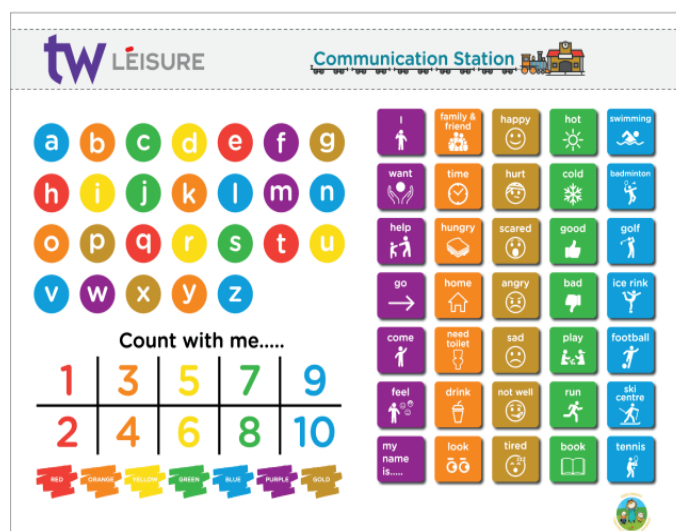 tw LEISURE
Communication Station
a b c d e f g
h i j k l m n
o p q r s t u
v w x y z
Count with me.....
1 3 5 7 9
2 4 6 8 10
RED ORANGE YELLOW GREEN BLUE PURPLE GOLD
I
family &
friend
happy
hot
swimming
want
time
hurt
cold
badminton
help
hungry
scared
good
golf
go
home
angry
bad
ice rink
come
need
toilet
sad
play
football
feel
drink
not well
run
ski
centre
my
name
is.....
look
tired
book
tennis